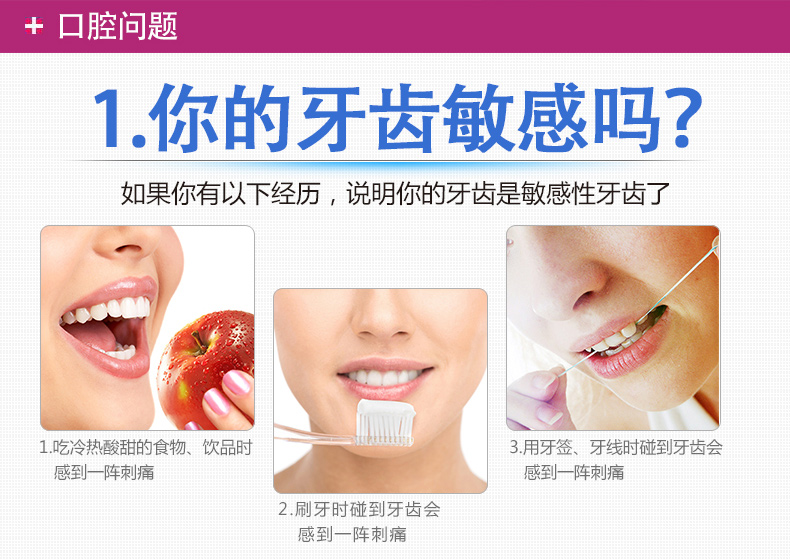 + 口腔问题
1.你的牙齿敏感吗?
如果你有以下经历，说明你的牙齿是敏感性牙齿了
1.吃冷热酸甜的食物、饮品时
感到一阵刺痛
2.刷牙时碰到牙齿会
感到一阵刺痛
3.用牙签、牙线时碰到牙齿会
感到一阵刺痛